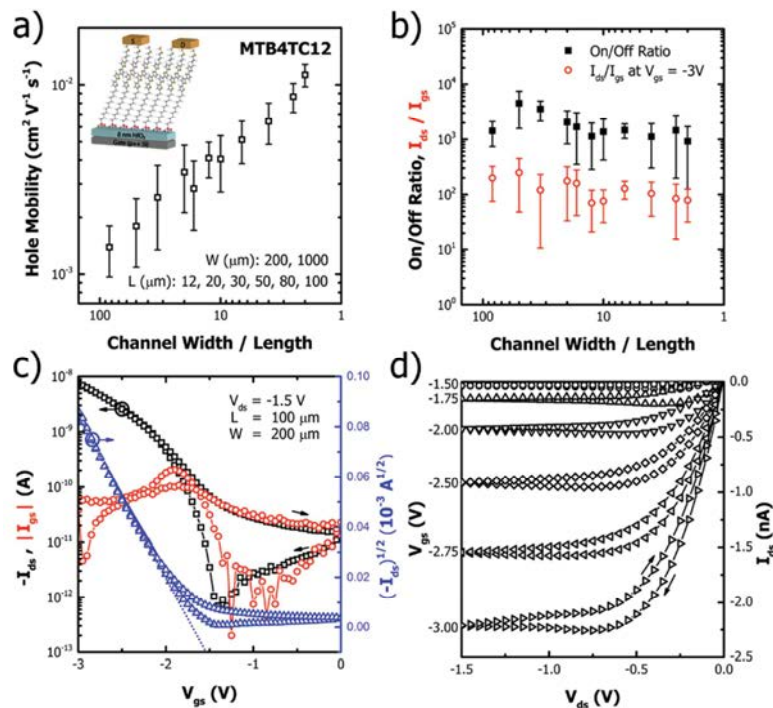 a)
MTB4TC12
S
D
Hole Mobility (cm² V⁻¹ s⁻¹)
10⁻²
10⁻³
W (μm): 200, 1000
L (μm): 12, 20, 30, 50, 80, 100
100
10
1
Channel Width / Length
b)
On/Off Ratio, I_ds / I_gs
10⁵
10⁴
10³
10²
10¹
10⁰
On/Off Ratio
I_ds/I_gs at V_gs = -3V
100
10
1
Channel Width / Length
c)
-I_ds, |I_gs| (A)
10⁻⁸
10⁻⁹
10⁻¹⁰
10⁻¹¹
10⁻¹²
10⁻¹³
V_ds = -1.5 V
L = 100 μm
W = 200 μm
0.10
0.08
0.06
0.04
0.02
0.00
(-I_ds)^1/2 (10⁻³ A^1/2)
-3
-2
-1
0
V_gs (V)
d)
V_gs (V)
-1.50
-1.75
-2.00
-2.50
-2.75
-3.00
0.0
-0.5
-1.0
-1.5
-2.0
-2.5
I_ds (nA)
-1.5
-1.0
-0.5
0.0
V_ds (V)